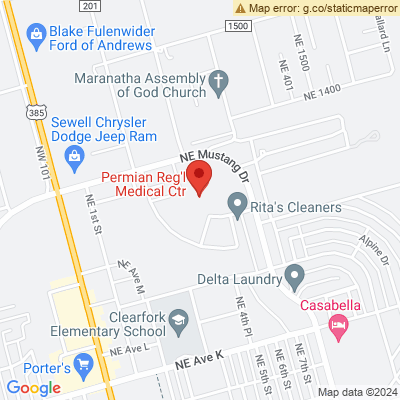 201
Map error: g.co/staticmaperror
Blake Fulenwider
Ford of Andrews
1500
NE 1500
Ballard Ln
Maranatha Assembly
of God Church
NE 401
NE 1400
385
Sewell Chrysler
Dodge Jeep Ram
NW 101
NE Mustang Dr
Permian Reg'l
Medical Ctr
NE 1st St
Rita's Cleaners
Alpine Dr
NE Ave M
Delta Laundry
Clearfork
Elementary School
NE 4th Pl
Casabella
NE Ave L
NE Ave K
Porter's
NE 5th St
NE 6th St
NE 7th St
Google
Map data ©2024